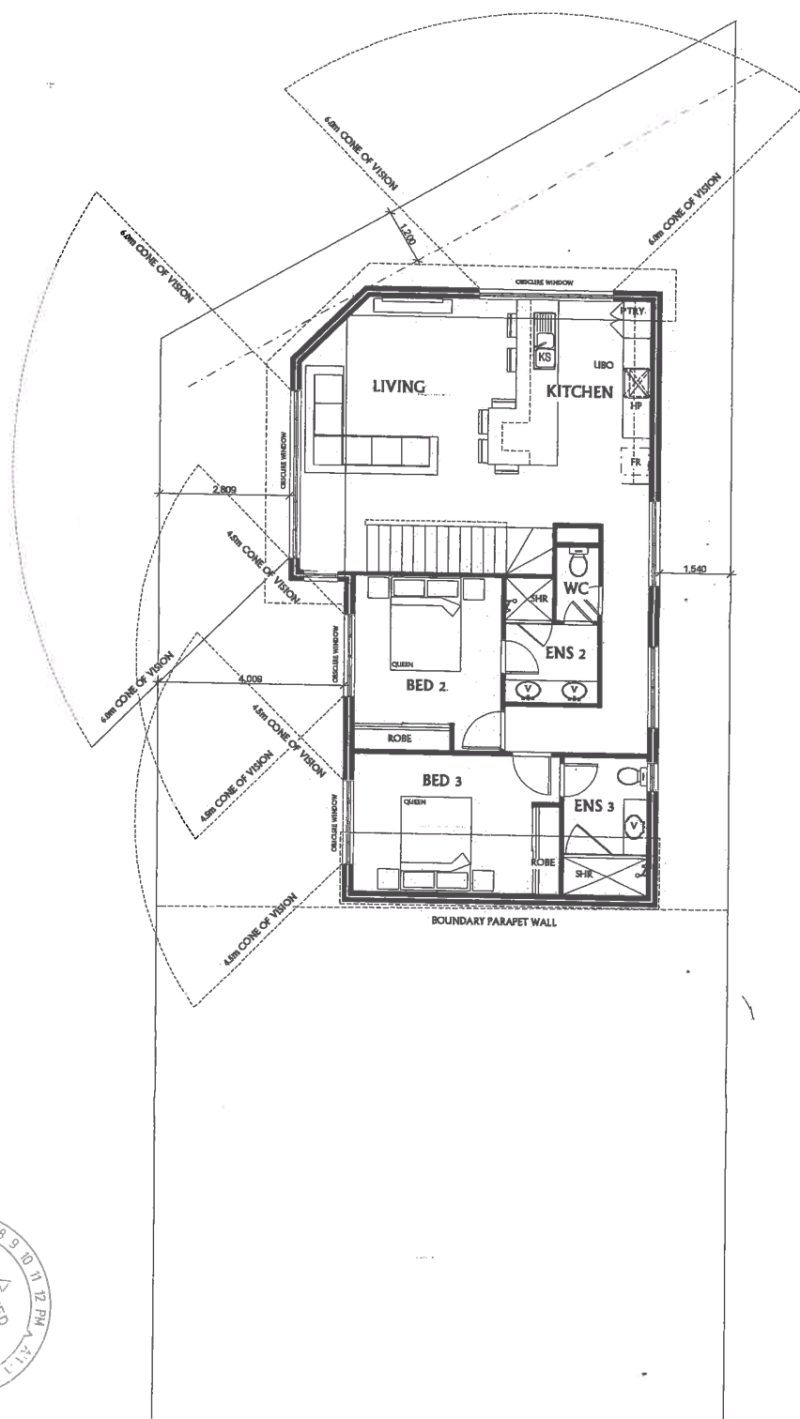 6.0m CONE OF VISION
6.0m CONE OF VISION
6.0m CONE OF VISION
1,200
OBSCURE WINDOW
PTRY.
KS
LIVING
UBO
KITCHEN
HP
FR
OBSCURE WINDOW
2,809
4.5m CONE OF VISION
1,540
WC
SHR
OBSCURE WINDOW
ENS 2
QUEEN
6.0m CONE OF VISION
4,009
BED 2.
V
V
4.5m CONE OF VISION
ROBE
4.5m CONE OF VISION
BED 3
QUEEN
ENS 3
V
OBSCURE WINDOW
ROBE
SHR
BOUNDARY PARAPET WALL
4.5m CONE OF VISION
8 9 10 11 12 PM